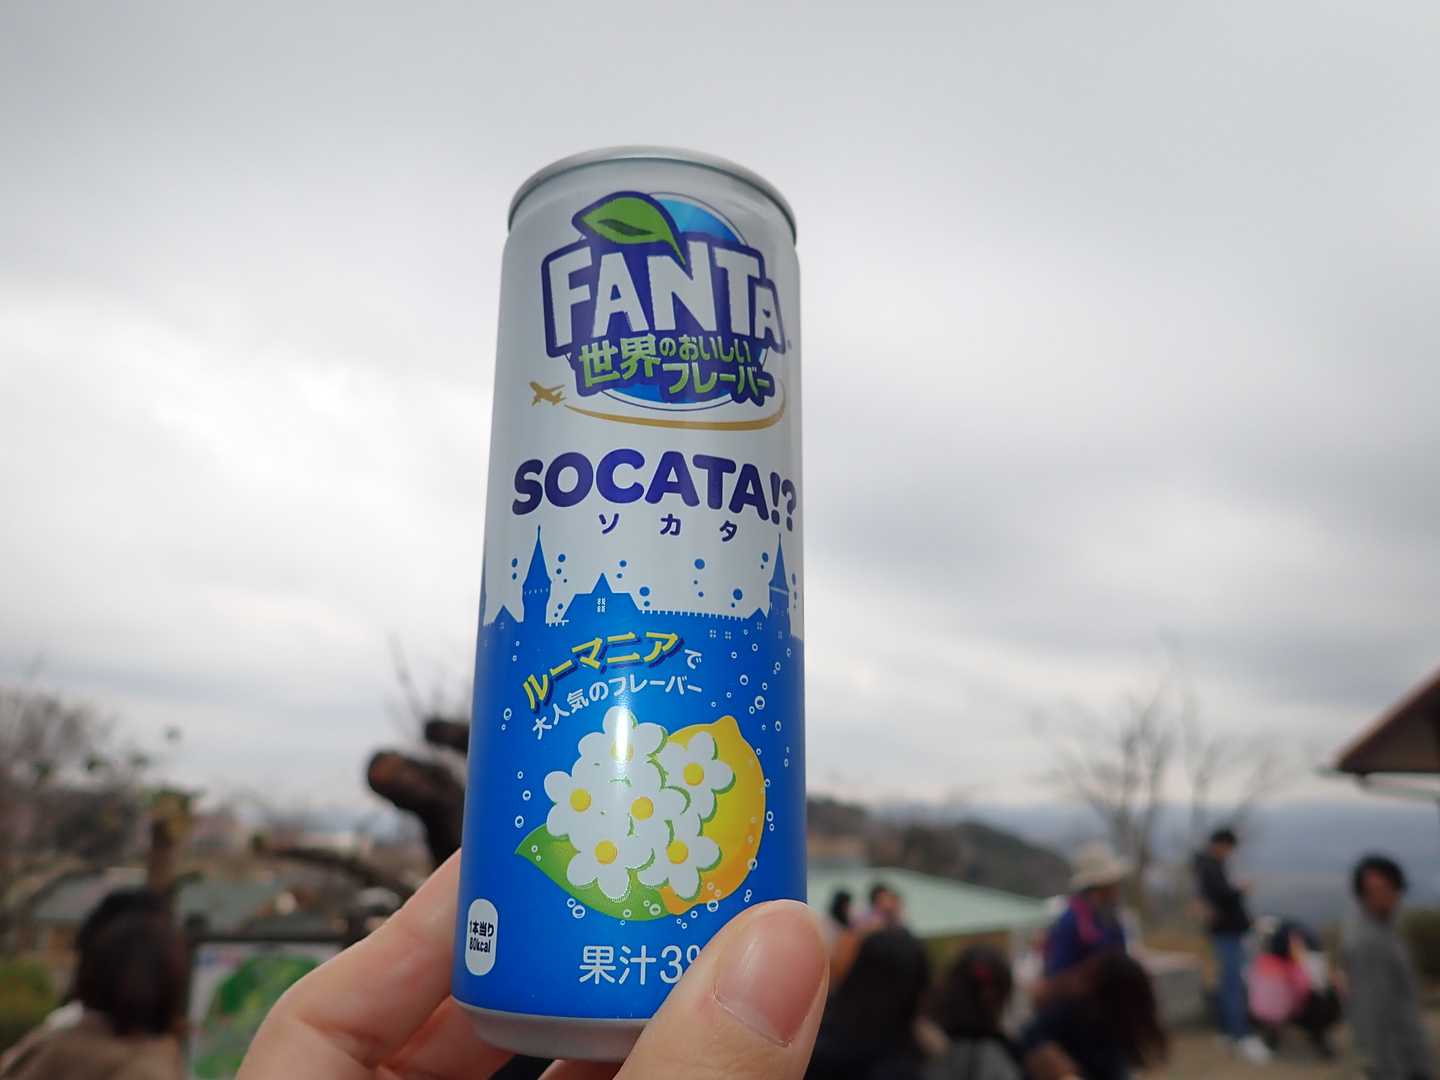 FANTA
世界のおいしい
フレーバー
SOCATA!?
ソカタ
ルーマニアで
大人気のフレーバー
1本当り
80kcal
果汁3%